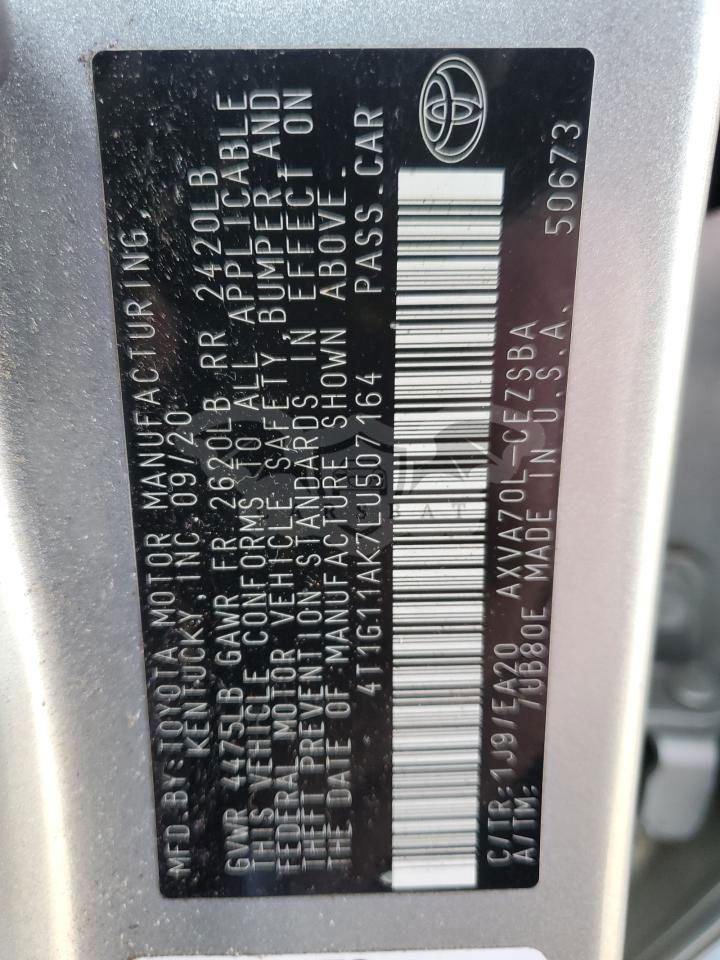 MFD.BY:TOYOTA MOTOR MANUFACTURING,
KENTUCKY,INC 09/20
GVWR 4475LB GAWR FR 2620LB RR 2420LB
THIS VEHICLE CONFORMS TO ALL APPLICABLE
FEDERAL MOTOR VEHICLE SAFETY, BUMPER AND
THEFT PREVENTION STANDARDS IN EFFECT ON
THE DATE OF MANUFACTURE SHOWN ABOVE.
4T1G11AK7LU507164 PASS.CAR
C/TR:1J9/EA20 AXVA70L-CEZSBA
A/TM: 7UB80E MADE IN U.S.A. 50673